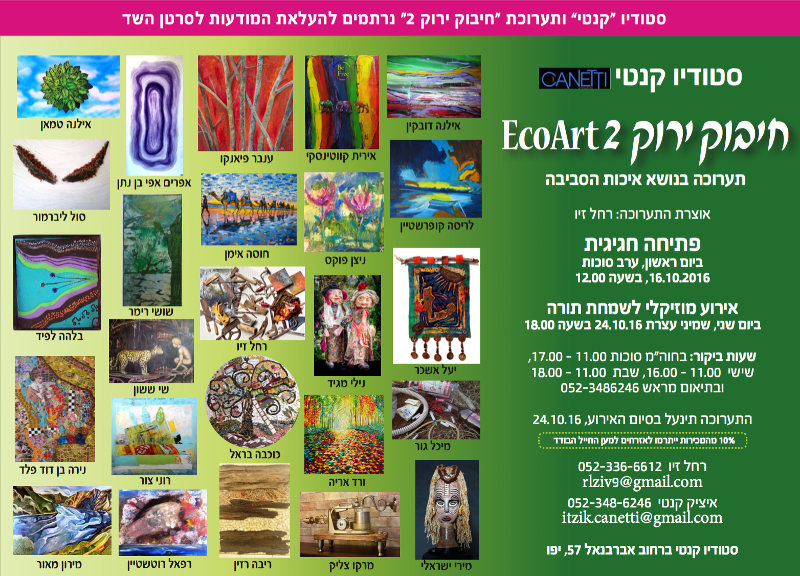 סטודיו "קנטי" ותערוכת "חיבוק ירוק 2" נרתמים להעלאת המודעות לסרטן השד
סטודיו קנטי CANETTI
חיבוק ירוק 2 EcoArt
תערוכה בנושא איכות הסביבה
אוצרת התערוכה: רחל זיו
פתיחה חגיגית
ביום ראשון, ערב סוכות
16.10.2016, בשעה 12.00
אירוע מוזיקלי לשמחת תורה
ביום שני, שמיני עצרת 24.10.16 בשעה 18.00
שעות ביקור: בחוה"מ סוכות 11.00 - 17.00,
שישי 11.00 - 16.00, שבת 11.00 - 18.00
ובתיאום מראש 052-3486246
התערוכה תינעל בסיום האירוע, 24.10.16
10% מהמכירות ייתרמו לאזרחים למען החייל הבודד
רחל זיו 052-336-6612
rlziv9@gmail.com
איציק קנטי 052-348-6246
itzik.canetti@gmail.com
סטודיו קנטי ברחוב אברבנאל 57, יפו
Be Free
אילנה דובקין
אירית קווטינסקי
ענבר פיאנקו
אפרים אפי בן נתן
אילנה טמאן
לריסה קופרשטיין
ניצן פוקס
חוסה אימן
סול ליברמור
שושי רימר
בלהה לפיד
יעל אשכר
נילי מגיד
רחל זיו
שי ששון
מיכל גור
ורד אריה
כוכבה בראל
רוני צור
נירה בן דוד פלד
מירי ישראלי
מרקו צליק
ריבה רזין
רפאל רוטשטיין
מירון מאור